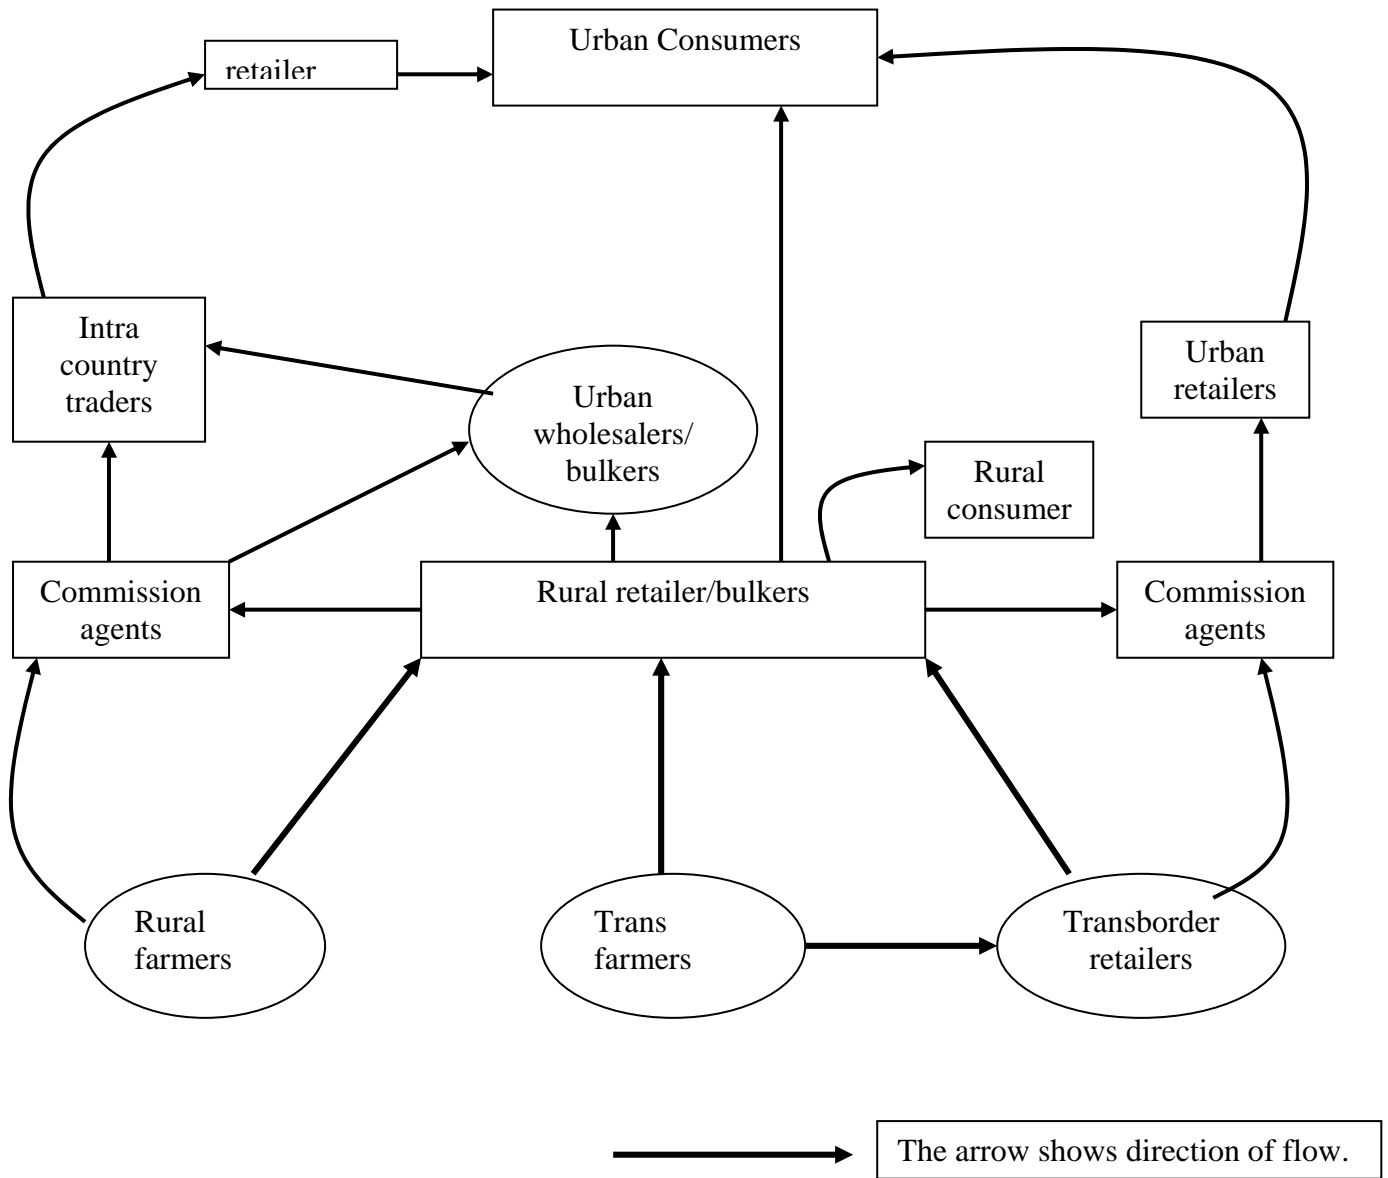 Urban Consumers
retailer
Intra
country
traders
Urban
wholesalers/
bulkers
Urban
retailers
Rural
consumer
Commission
agents
Rural retailer/bulkers
Commission
agents
Rural
farmers
Trans
farmers
Transborder
retailers
The arrow shows direction of flow.